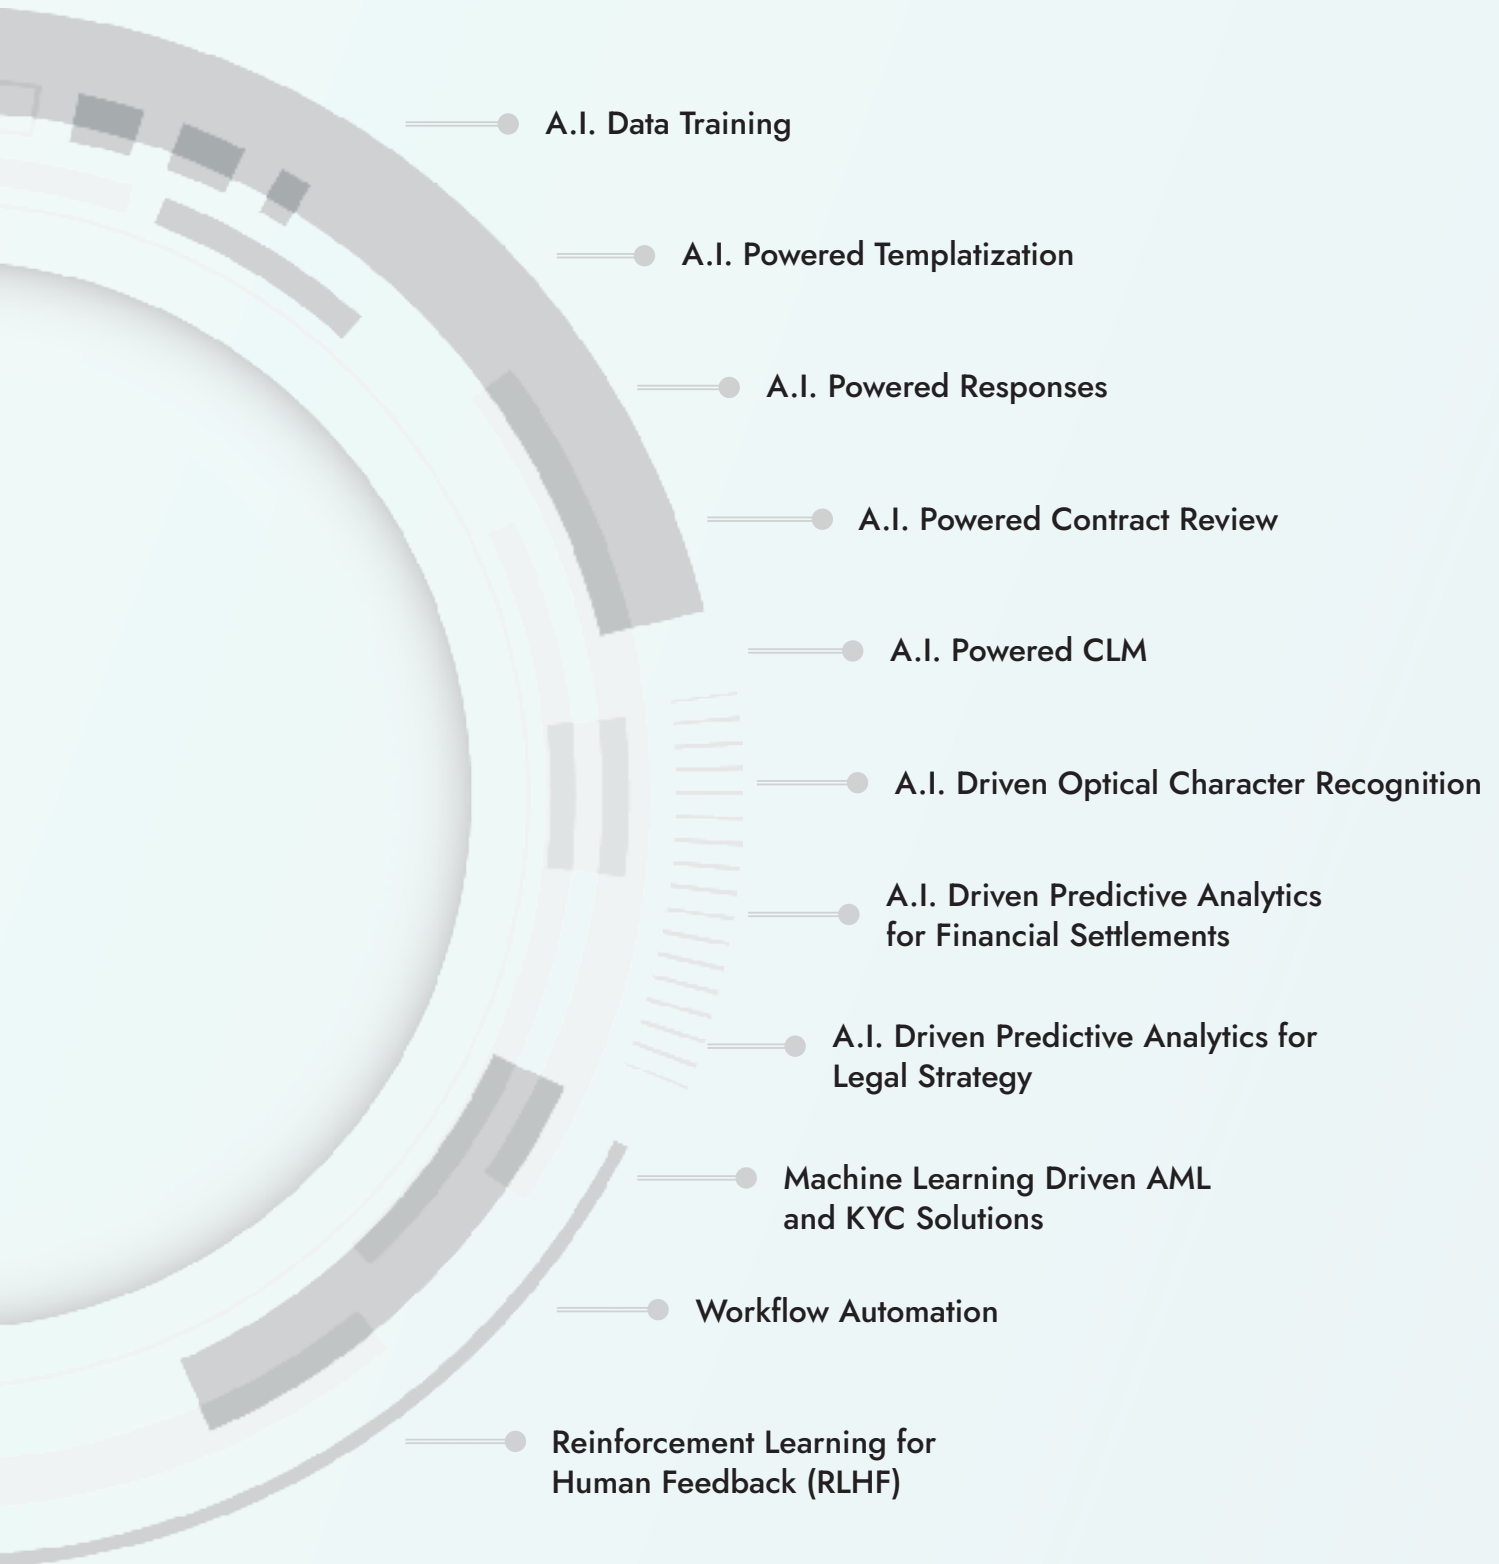 A.I. Data Training
A.I. Powered Templatization
A.I. Powered Responses
A.I. Powered Contract Review
A.I. Powered CLM
A.I. Driven Optical Character Recognition
A.I. Driven Predictive Analytics
for Financial Settlements
A.I. Driven Predictive Analytics for
Legal Strategy
Machine Learning Driven AML
and KYC Solutions
Workflow Automation
Reinforcement Learning for
Human Feedback (RLHF)